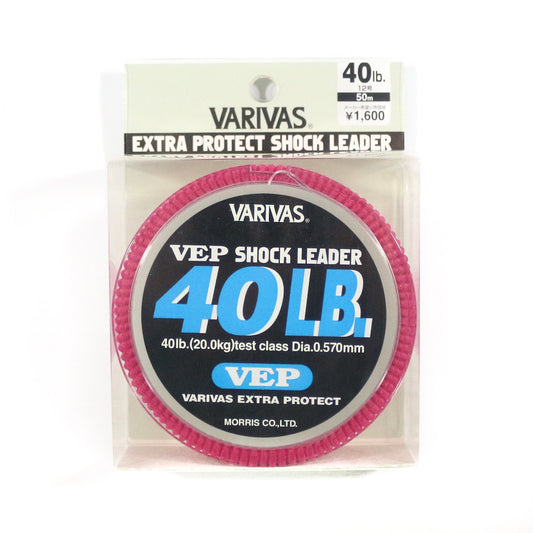 40lb.
12号
50m
¥1,600
VARIVAS®
EXTRA PROTECT SHOCK LEADER
VARIVAS®
VEP SHOCK LEADER
40LB.
40lb.(20.0kg)test class Dia.0.570mm
VEP
VARIVAS EXTRA PROTECT
MORRIS CO.,LTD.